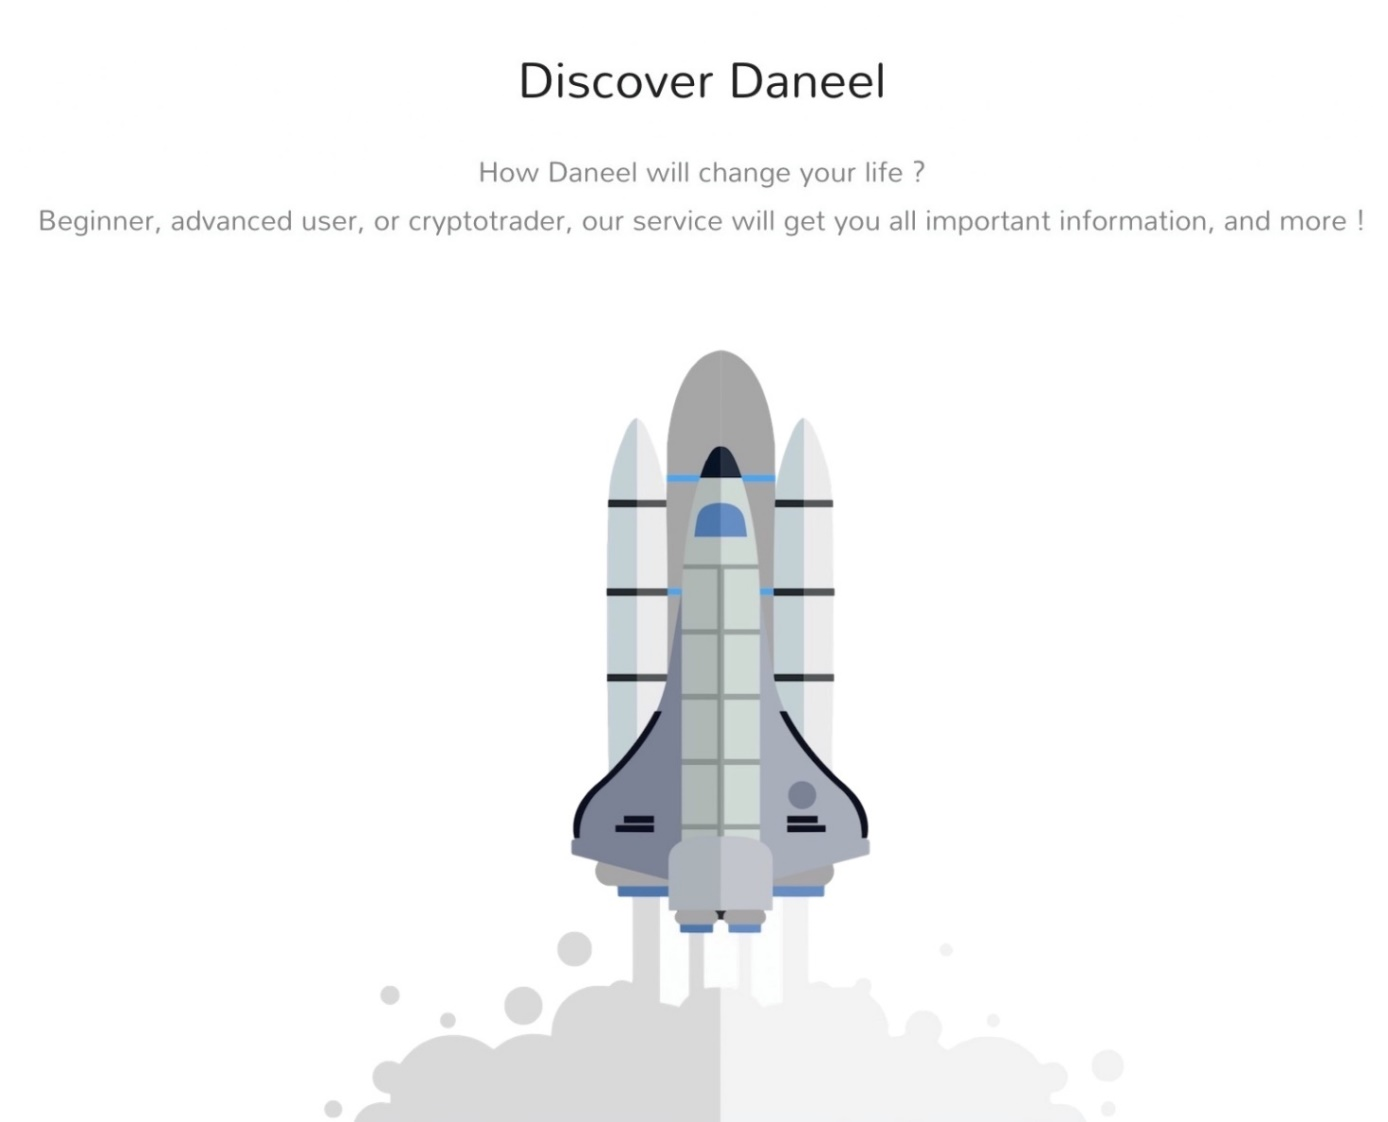 Discover Daneel
How Daneel will change your life ?
Beginner, advanced user, or cryptotrader, our service will get you all important information, and more !